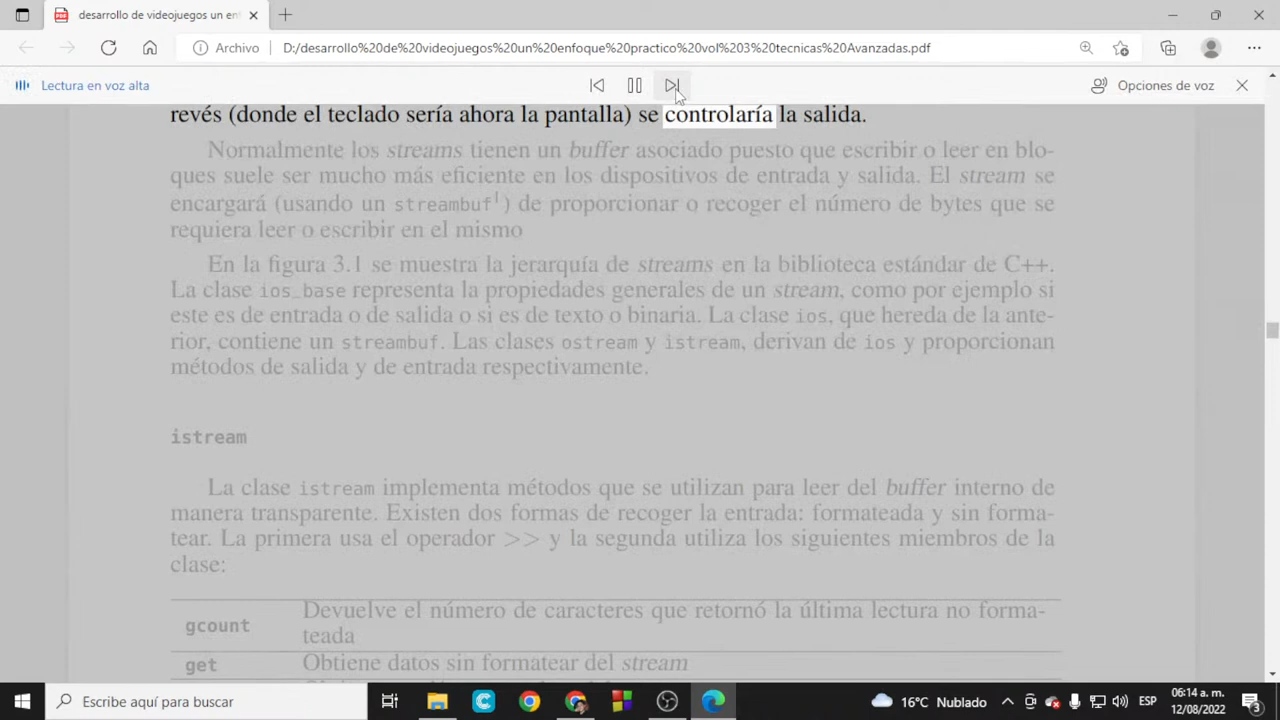 desarrollo de videojuegos un en
Archivo D:/desarrollo%20de%20videojuegos%20un%20enfoque%20practico%20vol%203%20tecnicas%20Avanzadas.pdf
Lectura en voz alta
Opciones de voz
revés (donde el teclado sería ahora la pantalla) se controlaría la salida.
Normalmente los streams tienen un buffer asociado puesto que escribir o leer en blo-
ques suele ser mucho más eficiente en los dispositivos de entrada y salida. El stream se
encargará (usando un streambuf1) de proporcionar o recoger el número de bytes que se
requiera leer o escribir en el mismo
En la figura 3.1 se muestra la jerarquía de streams en la biblioteca estándar de C++.
La clase ios_base representa la propiedades generales de un stream, como por ejemplo si
este es de entrada o de salida o si es de texto o binaria. La clase ios, que hereda de la ante-
rior, contiene un streambuf. Las clases ostream y istream, derivan de ios y proporcionan
métodos de salida y de entrada respectivamente.
istream
La clase istream implementa métodos que se utilizan para leer del buffer interno de
manera transparente. Existen dos formas de recoger la entrada: formateada y sin forma-
tear. La primera usa el operador >> y la segunda utiliza los siguientes miembros de la
clase:
gcount Devuelve el número de caracteres que retornó la última lectura no forma-
teada
get Obtiene datos sin formatear del stream
Escribe aquí para buscar
16°C Nublado
ESP
06:14 a. m.
12/08/2022
3